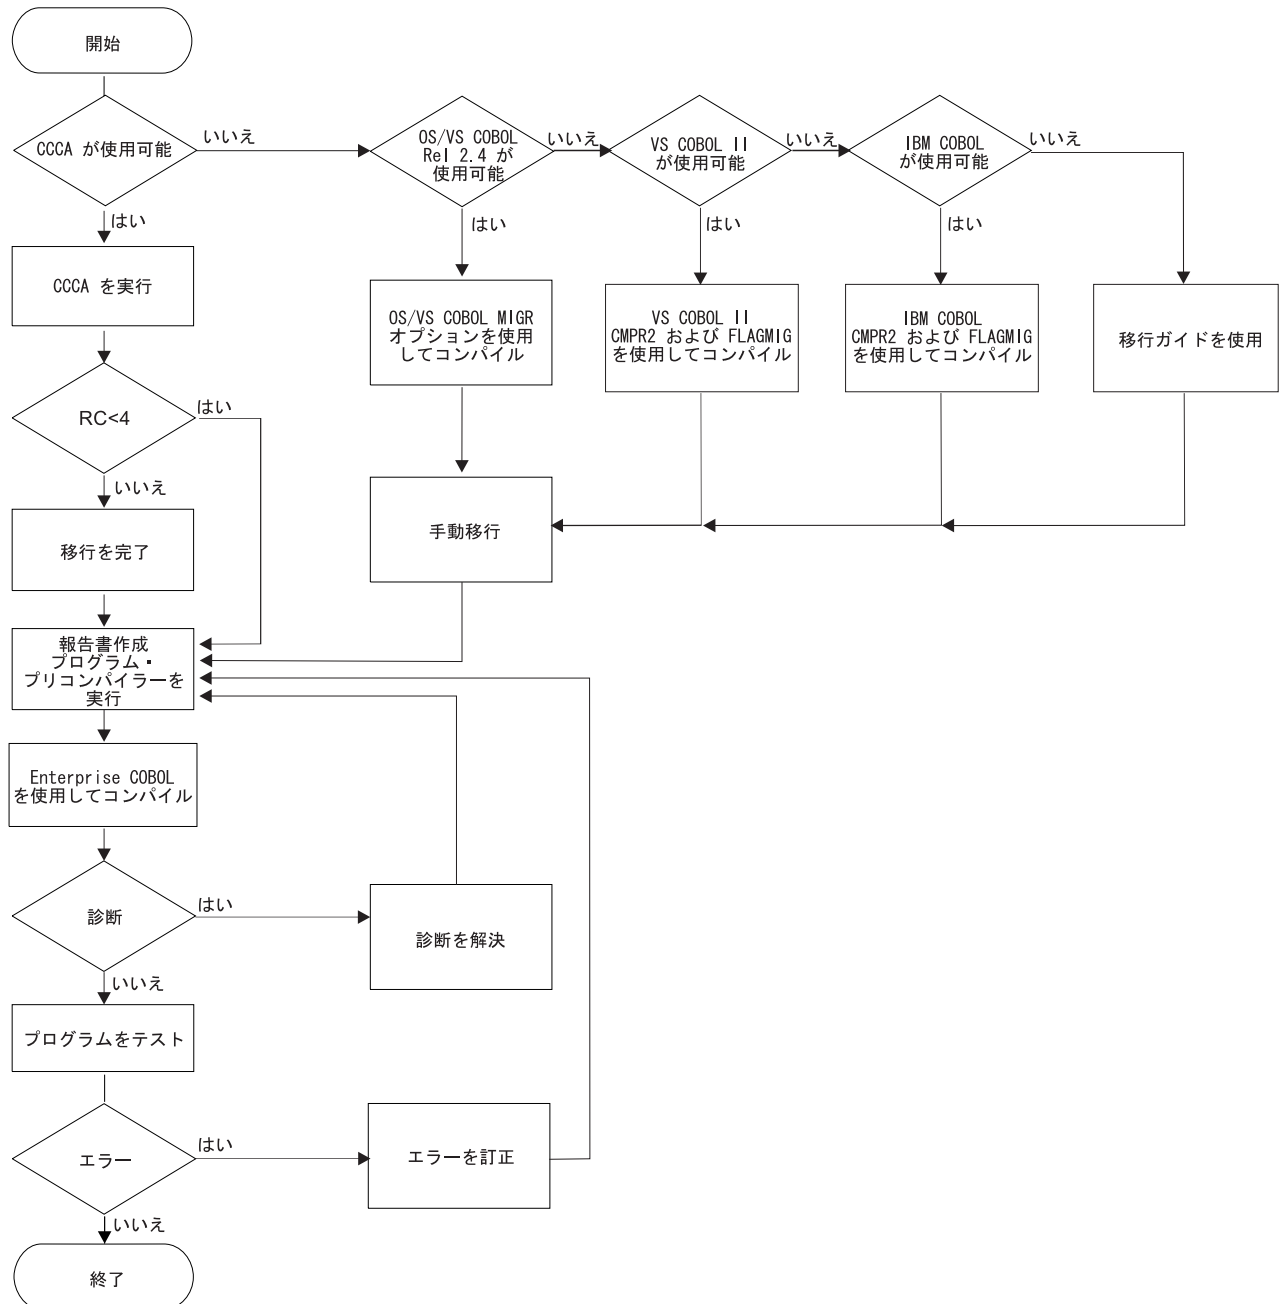 開始
CCCA が使用可能
いいえ
OS/VS COBOL
Rel 2.4 が
使用可能
いいえ
VS COBOL II
が使用可能
いいえ
IBM COBOL
が使用可能
いいえ
はい
はい
はい
はい
CCCA を実行
OS/VS COBOL MIGR
オプションを使用
してコンパイル
VS COBOL II
CMPR2 および FLAGMIG
を使用してコンパイル
IBM COBOL
CMPR2 および FLAGMIG
を使用してコンパイル
移行ガイドを使用
RC<4
はい
いいえ
移行を完了
手動移行
報告書作成
プログラム・
プリコンパイラーを
実行
Enterprise COBOL
を使用してコンパイル
診断
はい
診断を解決
いいえ
プログラムをテスト
エラー
はい
エラーを訂正
いいえ
終了